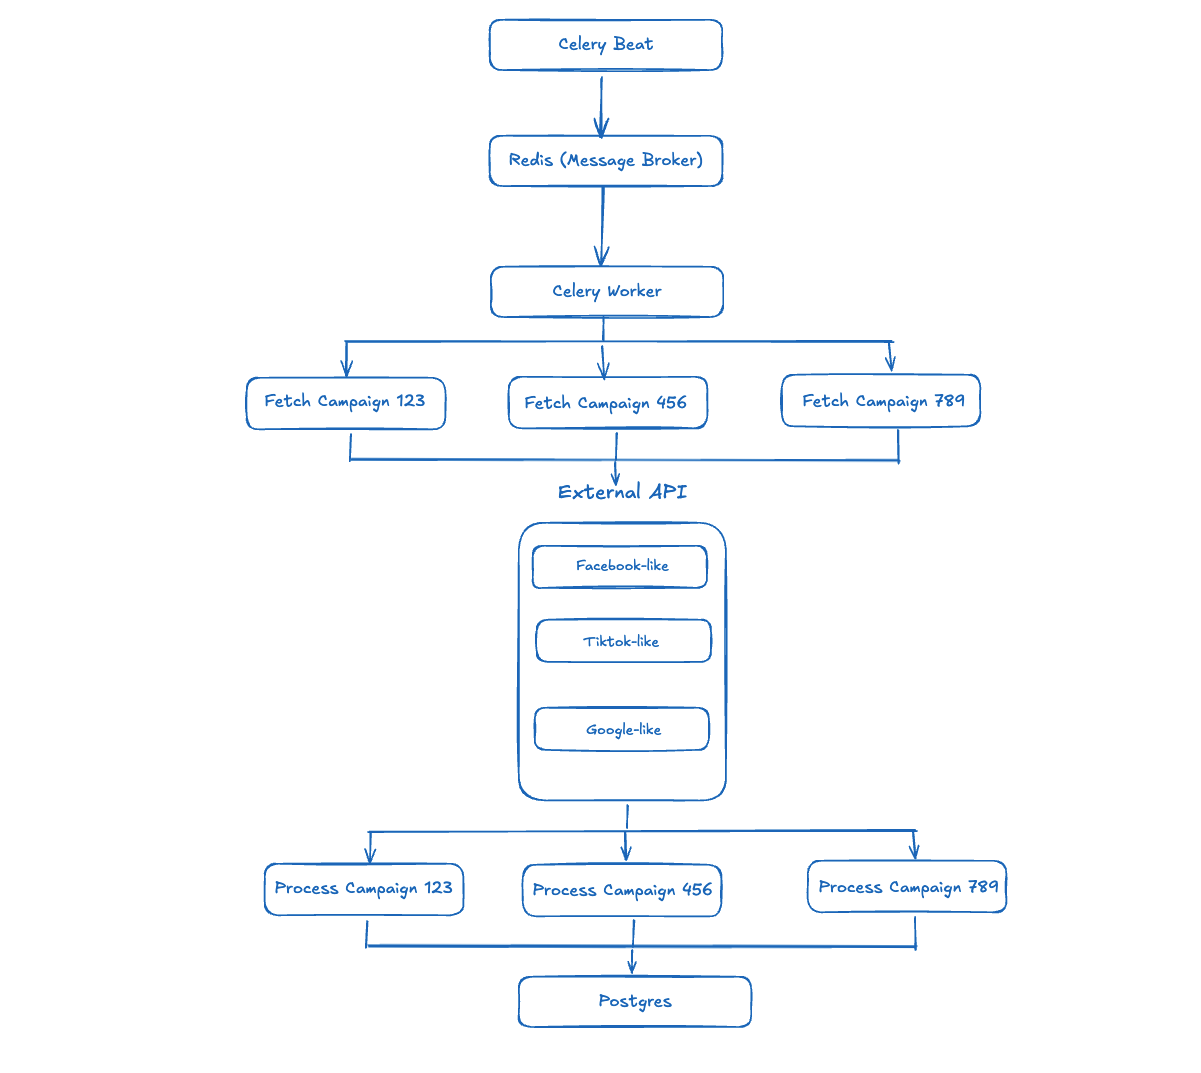 Celery Beat
Redis (Message Broker)
Celery Worker
Fetch Campaign 123
Fetch Campaign 456
Fetch Campaign 789
External API
Facebook-like
Tiktok-like
Google-like
Process Campaign 123
Process Campaign 456
Process Campaign 789
Postgres